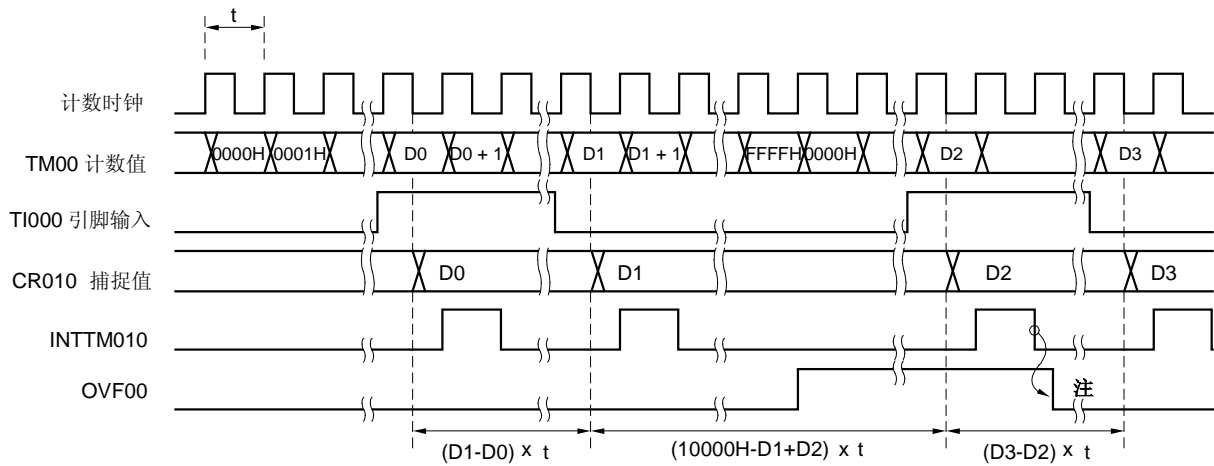 t
计数时钟
TM00 计数值 0000H 0001H D0 D0 + 1 D1 D1 + 1 FFFFH 0000H D2 D3
TI000 引脚输入
CR010 捕捉值 D0 D1 D2 D3
INTTM010
OVF00 注
(D1-D0) x t (10000H-D1+D2) x t (D3-D2) x t